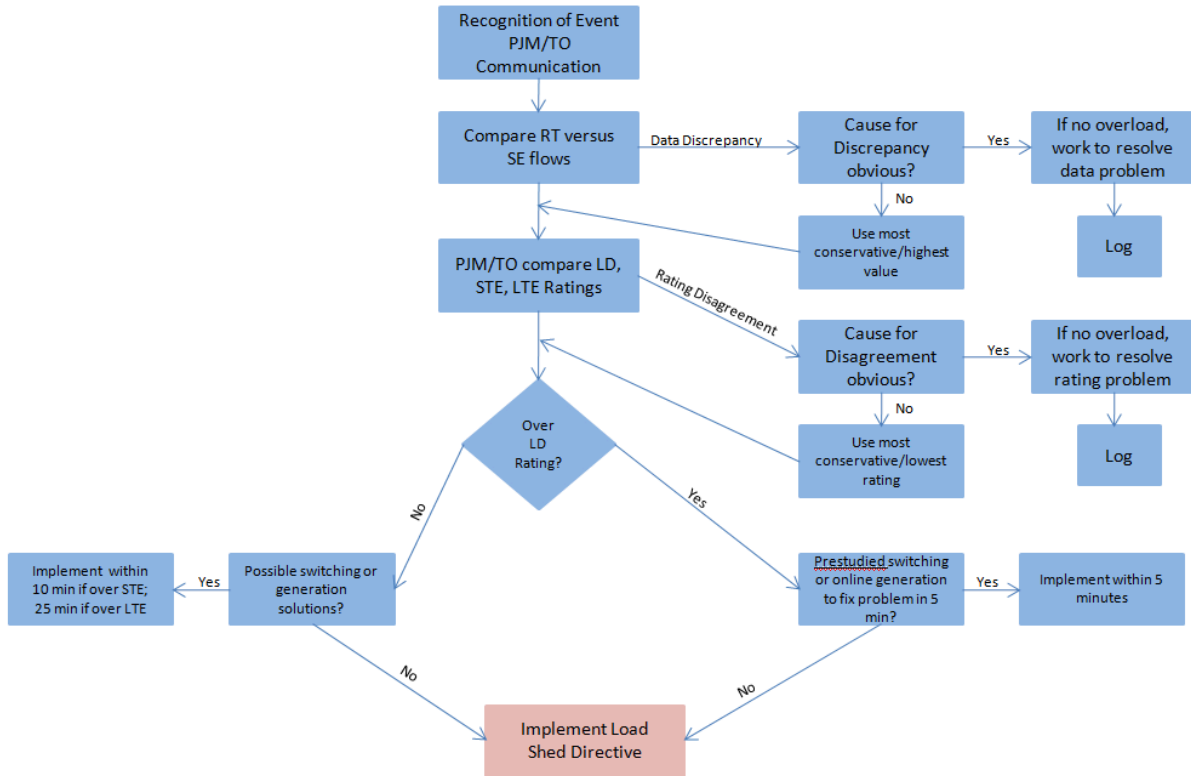 Recognition of Event
PJM/TO
Communication
Compare RT versus
SE flows
Data Discrepancy
Cause for
Discrepancy
obvious?
Yes
If no overload,
work to resolve
data problem
No
Use most
conservative/highest
value
Log
PJM/TO compare LD,
STE, LTE Ratings
Rating Disagreement
Cause for
Disagreement
obvious?
Yes
If no overload,
work to resolve
rating problem
No
Use most
conservative/lowest
rating
Log
Over
LD
Rating?
No
Yes
Implement within
10 min if over STE;
25 min if over LTE
Yes
Possible switching or
generation
solutions?
Prestudied switching
or online generation
to fix problem in 5
min?
Yes
Implement within 5
minutes
No
No
Implement Load
Shed Directive